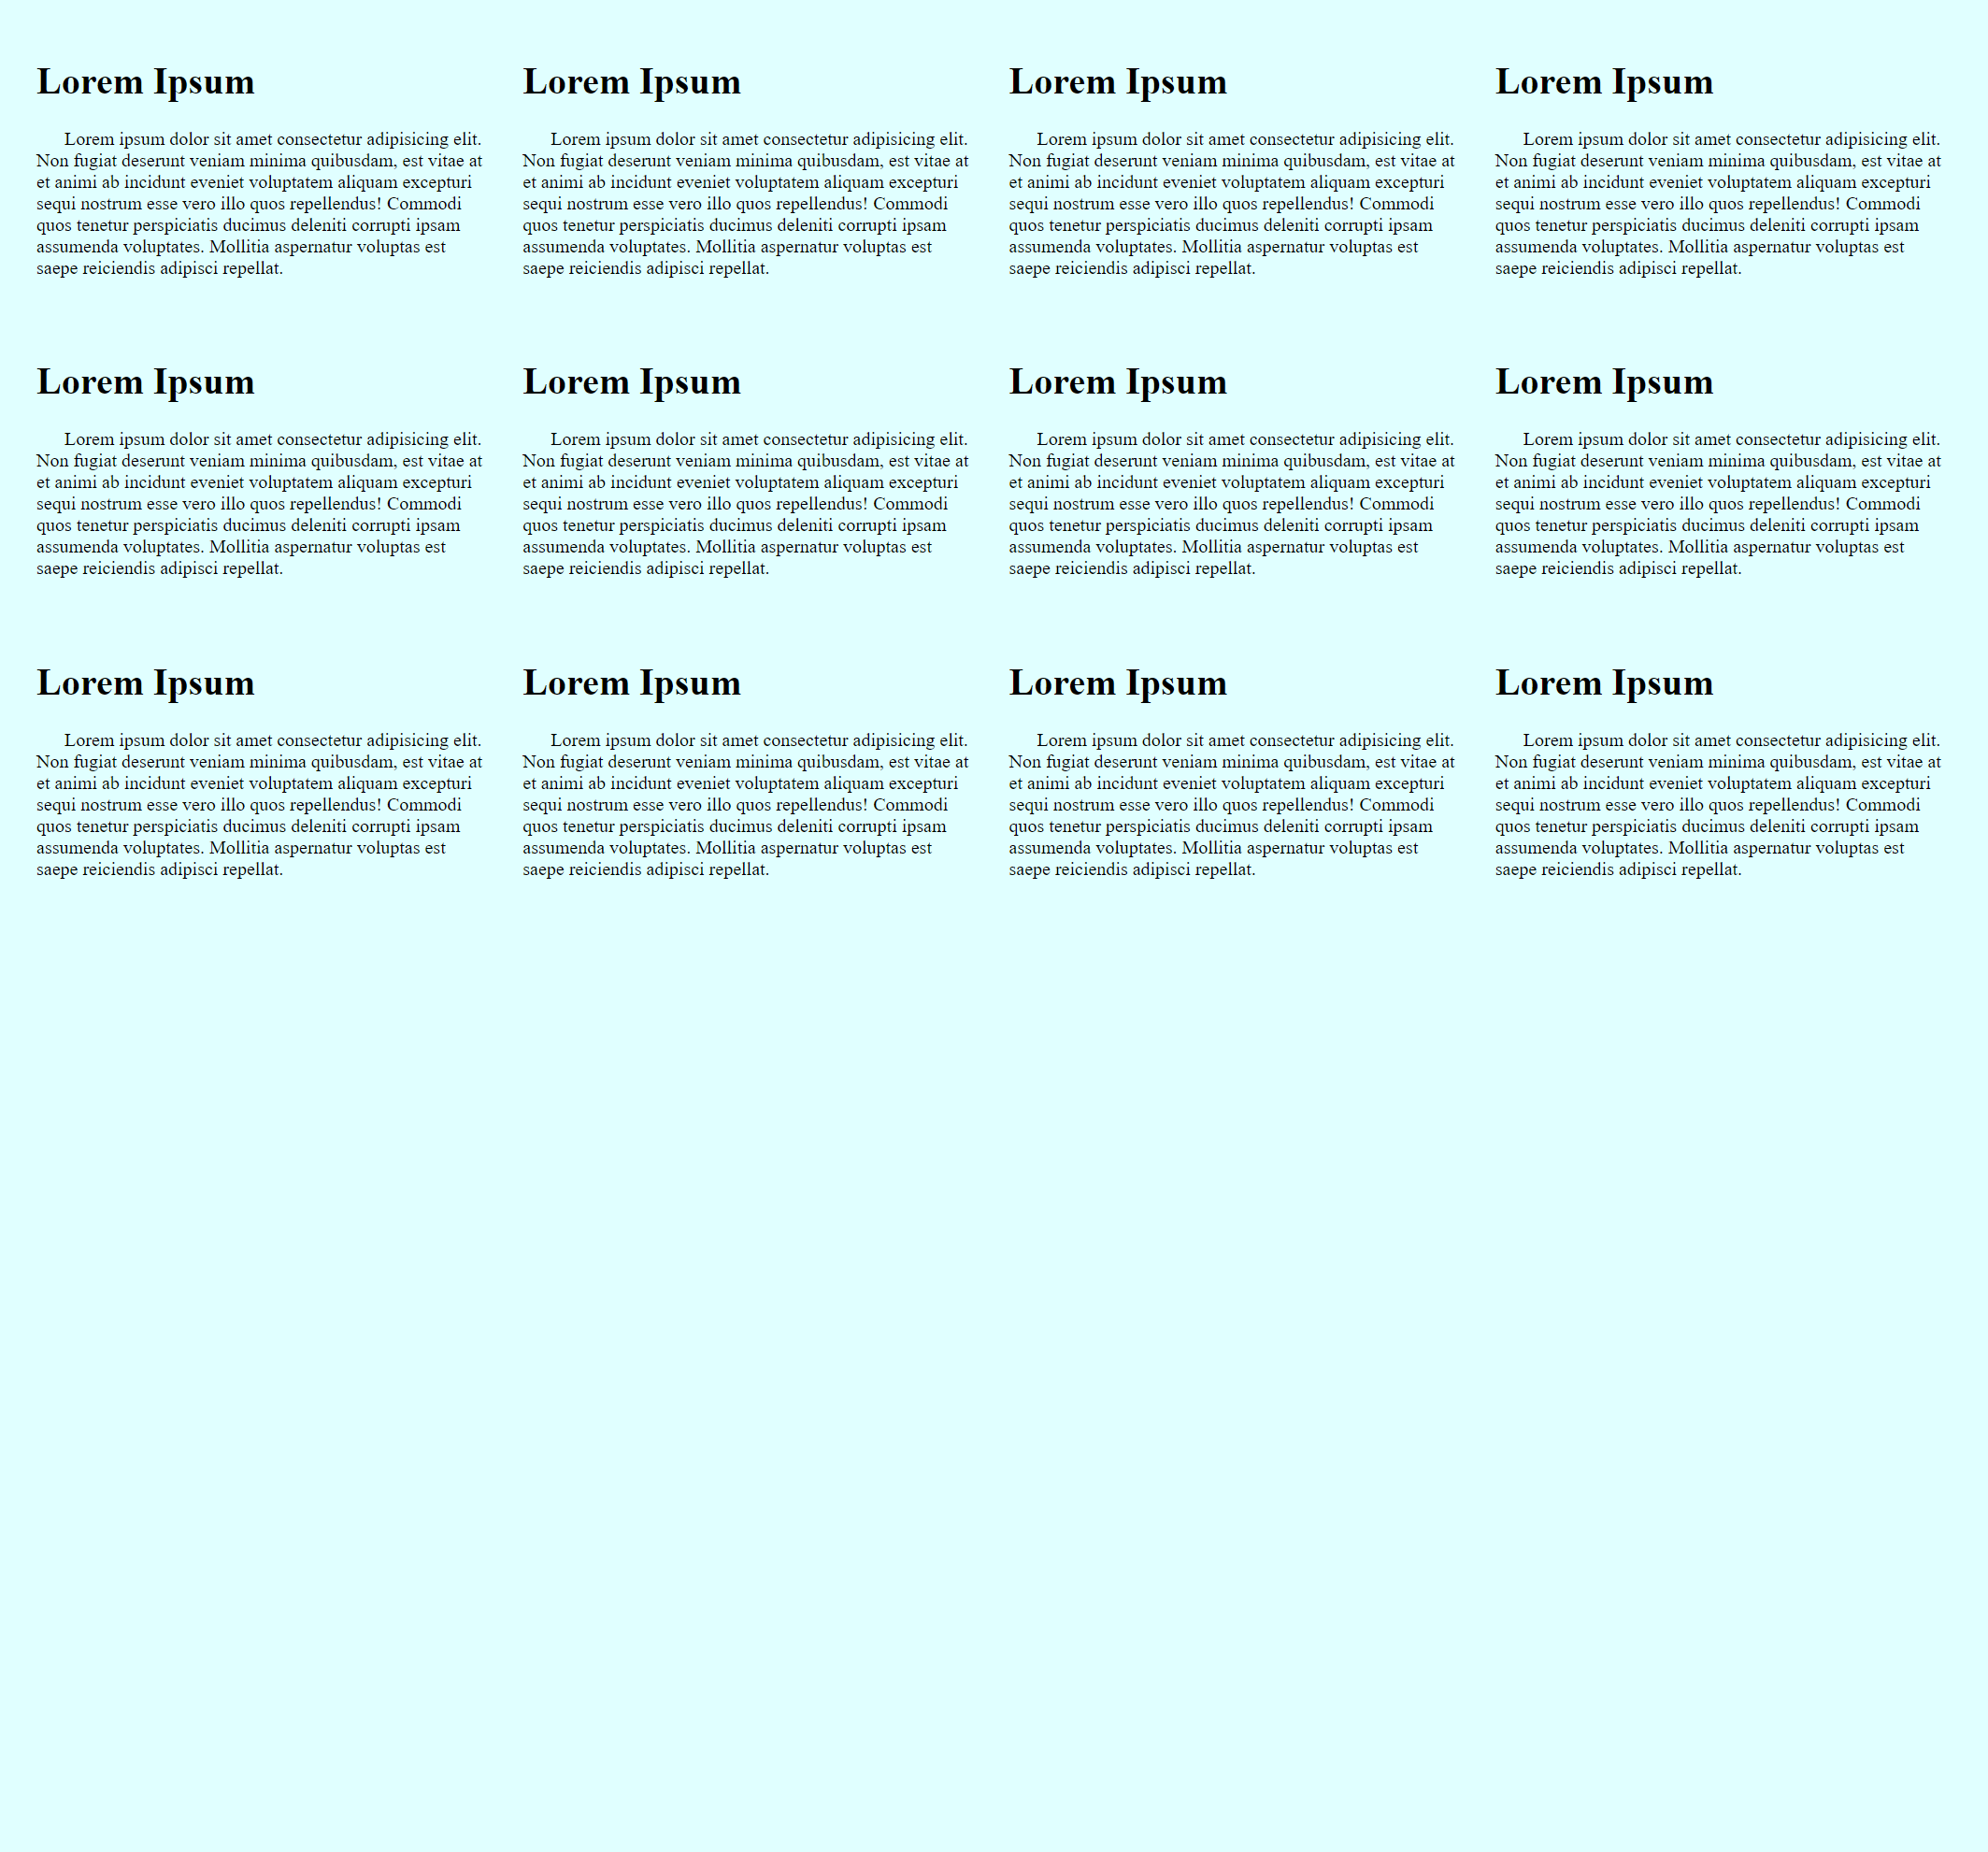 Lorem Ipsum
Lorem ipsum dolor sit amet consectetur adipisicing elit.
Non fugiat deserunt veniam minima quibusdam, est vitae at
et animi ab incidunt eveniet voluptatem aliquam excepturi
sequi nostrum esse vero illo quos repellendus! Commodi
quos tenetur perspiciatis ducimus deleniti corrupti ipsam
assumenda voluptates. Mollitia aspernatur voluptas est
saepe reiciendis adipisci repellat.
Lorem Ipsum
Lorem ipsum dolor sit amet consectetur adipisicing elit.
Non fugiat deserunt veniam minima quibusdam, est vitae at
et animi ab incidunt eveniet voluptatem aliquam excepturi
sequi nostrum esse vero illo quos repellendus! Commodi
quos tenetur perspiciatis ducimus deleniti corrupti ipsam
assumenda voluptates. Mollitia aspernatur voluptas est
saepe reiciendis adipisci repellat.
Lorem Ipsum
Lorem ipsum dolor sit amet consectetur adipisicing elit.
Non fugiat deserunt veniam minima quibusdam, est vitae at
et animi ab incidunt eveniet voluptatem aliquam excepturi
sequi nostrum esse vero illo quos repellendus! Commodi
quos tenetur perspiciatis ducimus deleniti corrupti ipsam
assumenda voluptates. Mollitia aspernatur voluptas est
saepe reiciendis adipisci repellat.
Lorem Ipsum
Lorem ipsum dolor sit amet consectetur adipisicing elit.
Non fugiat deserunt veniam minima quibusdam, est vitae at
et animi ab incidunt eveniet voluptatem aliquam excepturi
sequi nostrum esse vero illo quos repellendus! Commodi
quos tenetur perspiciatis ducimus deleniti corrupti ipsam
assumenda voluptates. Mollitia aspernatur voluptas est
saepe reiciendis adipisci repellat.
Lorem Ipsum
Lorem ipsum dolor sit amet consectetur adipisicing elit.
Non fugiat deserunt veniam minima quibusdam, est vitae at
et animi ab incidunt eveniet voluptatem aliquam excepturi
sequi nostrum esse vero illo quos repellendus! Commodi
quos tenetur perspiciatis ducimus deleniti corrupti ipsam
assumenda voluptates. Mollitia aspernatur voluptas est
saepe reiciendis adipisci repellat.
Lorem Ipsum
Lorem ipsum dolor sit amet consectetur adipisicing elit.
Non fugiat deserunt veniam minima quibusdam, est vitae at
et animi ab incidunt eveniet voluptatem aliquam excepturi
sequi nostrum esse vero illo quos repellendus! Commodi
quos tenetur perspiciatis ducimus deleniti corrupti ipsam
assumenda voluptates. Mollitia aspernatur voluptas est
saepe reiciendis adipisci repellat.
Lorem Ipsum
Lorem ipsum dolor sit amet consectetur adipisicing elit.
Non fugiat deserunt veniam minima quibusdam, est vitae at
et animi ab incidunt eveniet voluptatem aliquam excepturi
sequi nostrum esse vero illo quos repellendus! Commodi
quos tenetur perspiciatis ducimus deleniti corrupti ipsam
assumenda voluptates. Mollitia aspernatur voluptas est
saepe reiciendis adipisci repellat.
Lorem Ipsum
Lorem ipsum dolor sit amet consectetur adipisicing elit.
Non fugiat deserunt veniam minima quibusdam, est vitae at
et animi ab incidunt eveniet voluptatem aliquam excepturi
sequi nostrum esse vero illo quos repellendus! Commodi
quos tenetur perspiciatis ducimus deleniti corrupti ipsam
assumenda voluptates. Mollitia aspernatur voluptas est
saepe reiciendis adipisci repellat.
Lorem Ipsum
Lorem ipsum dolor sit amet consectetur adipisicing elit.
Non fugiat deserunt veniam minima quibusdam, est vitae at
et animi ab incidunt eveniet voluptatem aliquam excepturi
sequi nostrum esse vero illo quos repellendus! Commodi
quos tenetur perspiciatis ducimus deleniti corrupti ipsam
assumenda voluptates. Mollitia aspernatur voluptas est
saepe reiciendis adipisci repellat.
Lorem Ipsum
Lorem ipsum dolor sit amet consectetur adipisicing elit.
Non fugiat deserunt veniam minima quibusdam, est vitae at
et animi ab incidunt eveniet voluptatem aliquam excepturi
sequi nostrum esse vero illo quos repellendus! Commodi
quos tenetur perspiciatis ducimus deleniti corrupti ipsam
assumenda voluptates. Mollitia aspernatur voluptas est
saepe reiciendis adipisci repellat.
Lorem Ipsum
Lorem ipsum dolor sit amet consectetur adipisicing elit.
Non fugiat deserunt veniam minima quibusdam, est vitae at
et animi ab incidunt eveniet voluptatem aliquam excepturi
sequi nostrum esse vero illo quos repellendus! Commodi
quos tenetur perspiciatis ducimus deleniti corrupti ipsam
assumenda voluptates. Mollitia aspernatur voluptas est
saepe reiciendis adipisci repellat.
Lorem Ipsum
Lorem ipsum dolor sit amet consectetur adipisicing elit.
Non fugiat deserunt veniam minima quibusdam, est vitae at
et animi ab incidunt eveniet voluptatem aliquam excepturi
sequi nostrum esse vero illo quos repellendus! Commodi
quos tenetur perspiciatis ducimus deleniti corrupti ipsam
assumenda voluptates. Mollitia aspernatur voluptas est
saepe reiciendis adipisci repellat.